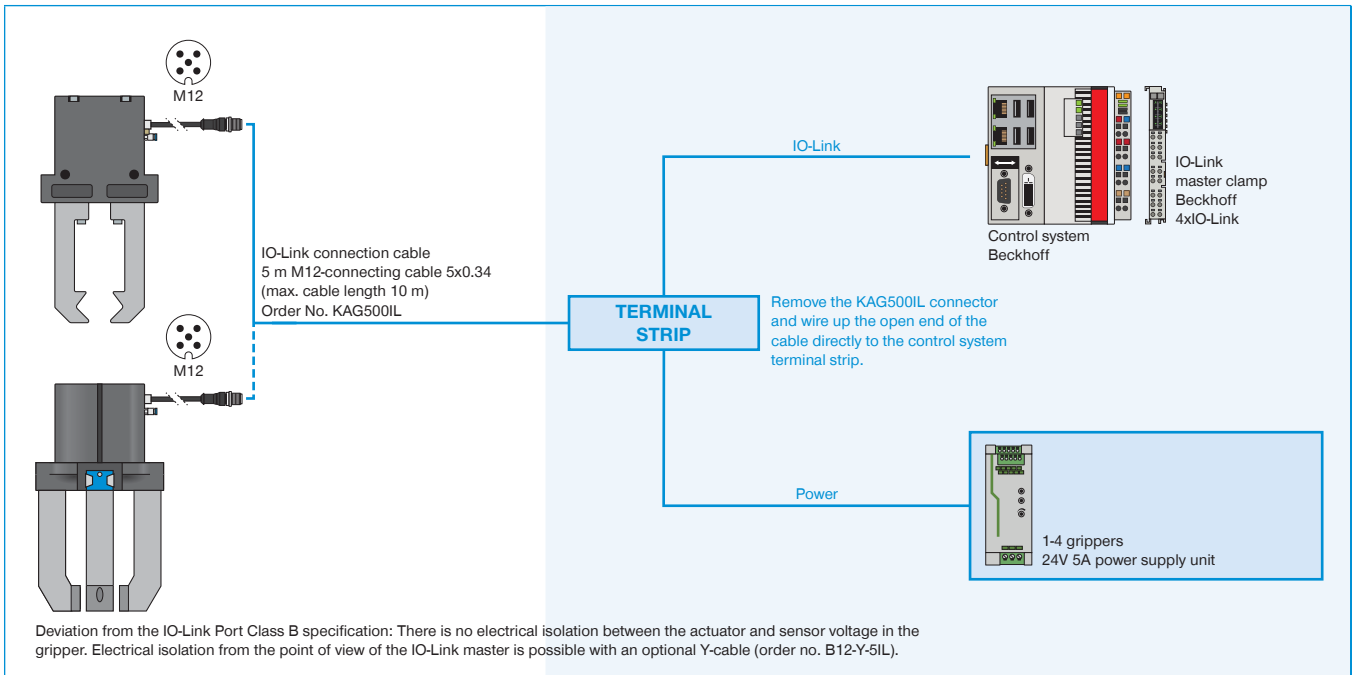 M12
IO-Link connection cable
5 m M12-connecting cable 5x0.34
(max. cable length 10 m)
Order No. KAG500IL
M12
TERMINAL
STRIP
Remove the KAG500IL connector
and wire up the open end of the
cable directly to the control system
terminal strip.
IO-Link
Control system
Beckhoff
IO-Link
master clamp
Beckhoff
4xIO-Link
Power
1-4 grippers
24V 5A power supply unit
Deviation from the IO-Link Port Class B specification: There is no electrical isolation between the actuator and sensor voltage in the
gripper. Electrical isolation from the point of view of the IO-Link master is possible with an optional Y-cable (order no. B12-Y-5IL).